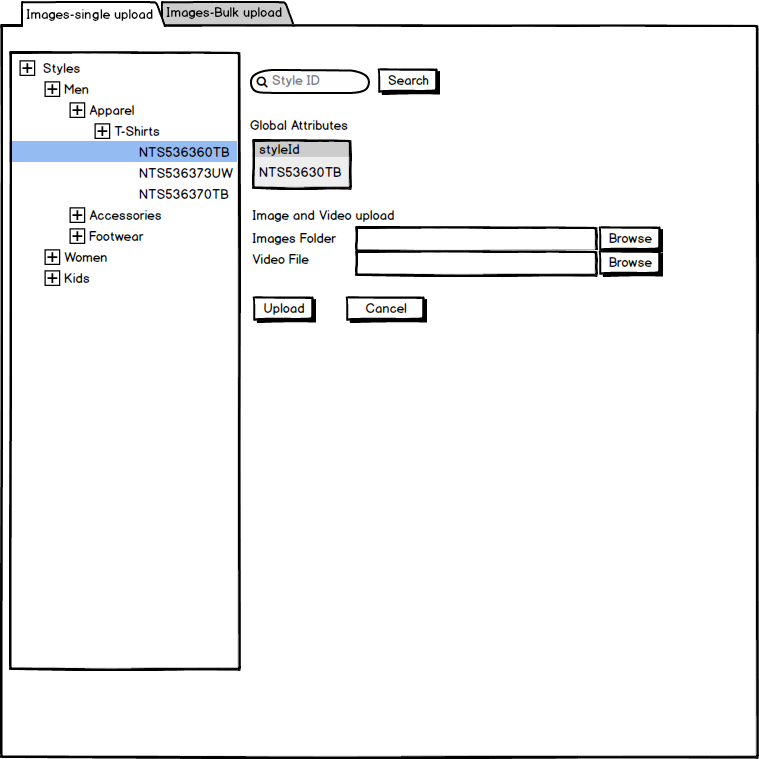 Images-single upload
Images-Bulk upload
Styles
Men
Apparel
T-Shirts
NTS536360TB
NTS536373UW
NTS536370TB
Accessories
Footwear
Women
Kids
Style ID
Search
Global Attributes
styleId
NTS53630TB
Image and Video upload
Images Folder
Browse
Video File
Browse
Upload
Cancel